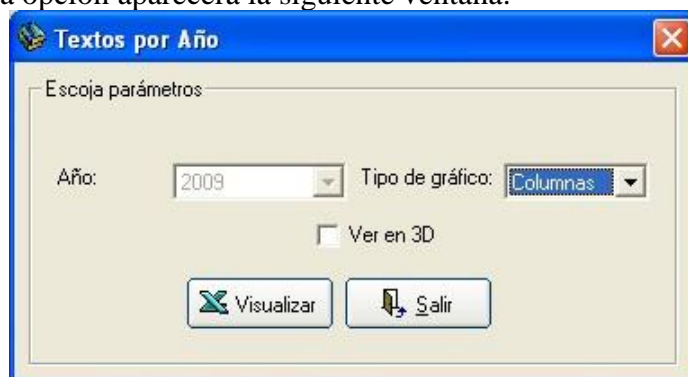 a opción aparecerá la siguiente ventana:
Textos por Año
Escoja parámetros
Año: 2009 Tipo de gráfico: Columnas
Ver en 3D
Visualizar Salir